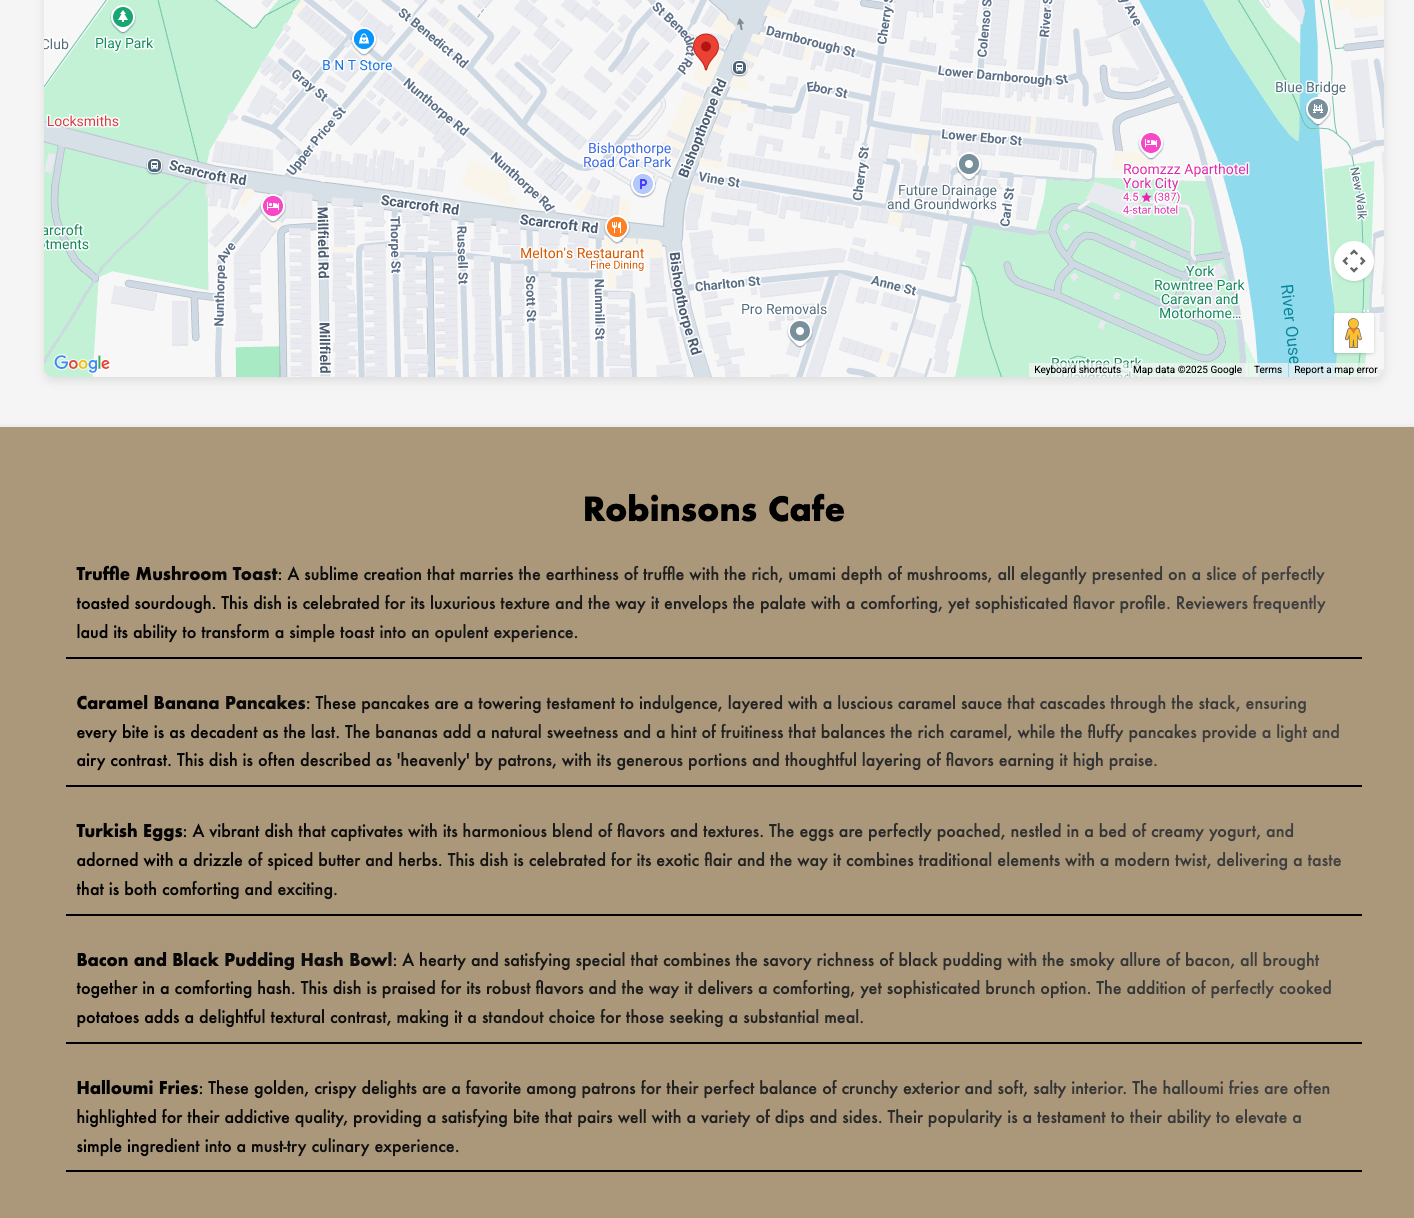 Club
Play Park
B N T Store
St Benedict Rd
St Benedict Rd
Darnborough St
Cherry S
Colenso S
River S
g Ave
Lower Darnborough St
Blue Bridge
Gray St
Nunthorpe Rd
Ebor St
Bishopthorpe Rd
Locksmiths
Upper Price St
Lower Ebor St
Bishopthorpe
Road Car Park
P
Nunthorpe Rd
Vine St
Cherry St
Roomzzz Aparthotel
York City
4.5 ★ (387)
4-star hotel
Scarcroft Rd
Future Drainage
and Groundworks
Carl St
New Walk
Scarcroft Rd
Scarcroft Rd
arcroft
tments
Nunthorpe Ave
Millfield Rd
Thorpe St
Russell St
Melton's Restaurant
Fine Dining
Scott St
Nunmill St
Bishopthorpe Rd
Charlton St
Anne St
Pro Removals
York
Rowntree Park
Caravan and
Motorhome...
River Ouse
Millfield
Google
Rowntree Park
Keyboard shortcuts
Map data ©2025 Google
Terms
Report a map error
Robinsons Cafe
Truffle Mushroom Toast: A sublime creation that marries the earthiness of truffle with the rich, umami depth of mushrooms, all elegantly presented on a slice of perfectly
toasted sourdough. This dish is celebrated for its luxurious texture and the way it envelops the palate with a comforting, yet sophisticated flavor profile. Reviewers frequently
laud its ability to transform a simple toast into an opulent experience.
Caramel Banana Pancakes: These pancakes are a towering testament to indulgence, layered with a luscious caramel sauce that cascades through the stack, ensuring
every bite is as decadent as the last. The bananas add a natural sweetness and a hint of fruitiness that balances the rich caramel, while the fluffy pancakes provide a light and
airy contrast. This dish is often described as 'heavenly' by patrons, with its generous portions and thoughtful layering of flavors earning it high praise.
Turkish Eggs: A vibrant dish that captivates with its harmonious blend of flavors and textures. The eggs are perfectly poached, nestled in a bed of creamy yogurt, and
adorned with a drizzle of spiced butter and herbs. This dish is celebrated for its exotic flair and the way it combines traditional elements with a modern twist, delivering a taste
that is both comforting and exciting.
Bacon and Black Pudding Hash Bowl: A hearty and satisfying special that combines the savory richness of black pudding with the smoky allure of bacon, all brought
together in a comforting hash. This dish is praised for its robust flavors and the way it delivers a comforting, yet sophisticated brunch option. The addition of perfectly cooked
potatoes adds a delightful textural contrast, making it a standout choice for those seeking a substantial meal.
Halloumi Fries: These golden, crispy delights are a favorite among patrons for their perfect balance of crunchy exterior and soft, salty interior. The halloumi fries are often
highlighted for their addictive quality, providing a satisfying bite that pairs well with a variety of dips and sides. Their popularity is a testament to their ability to elevate a
simple ingredient into a must-try culinary experience.